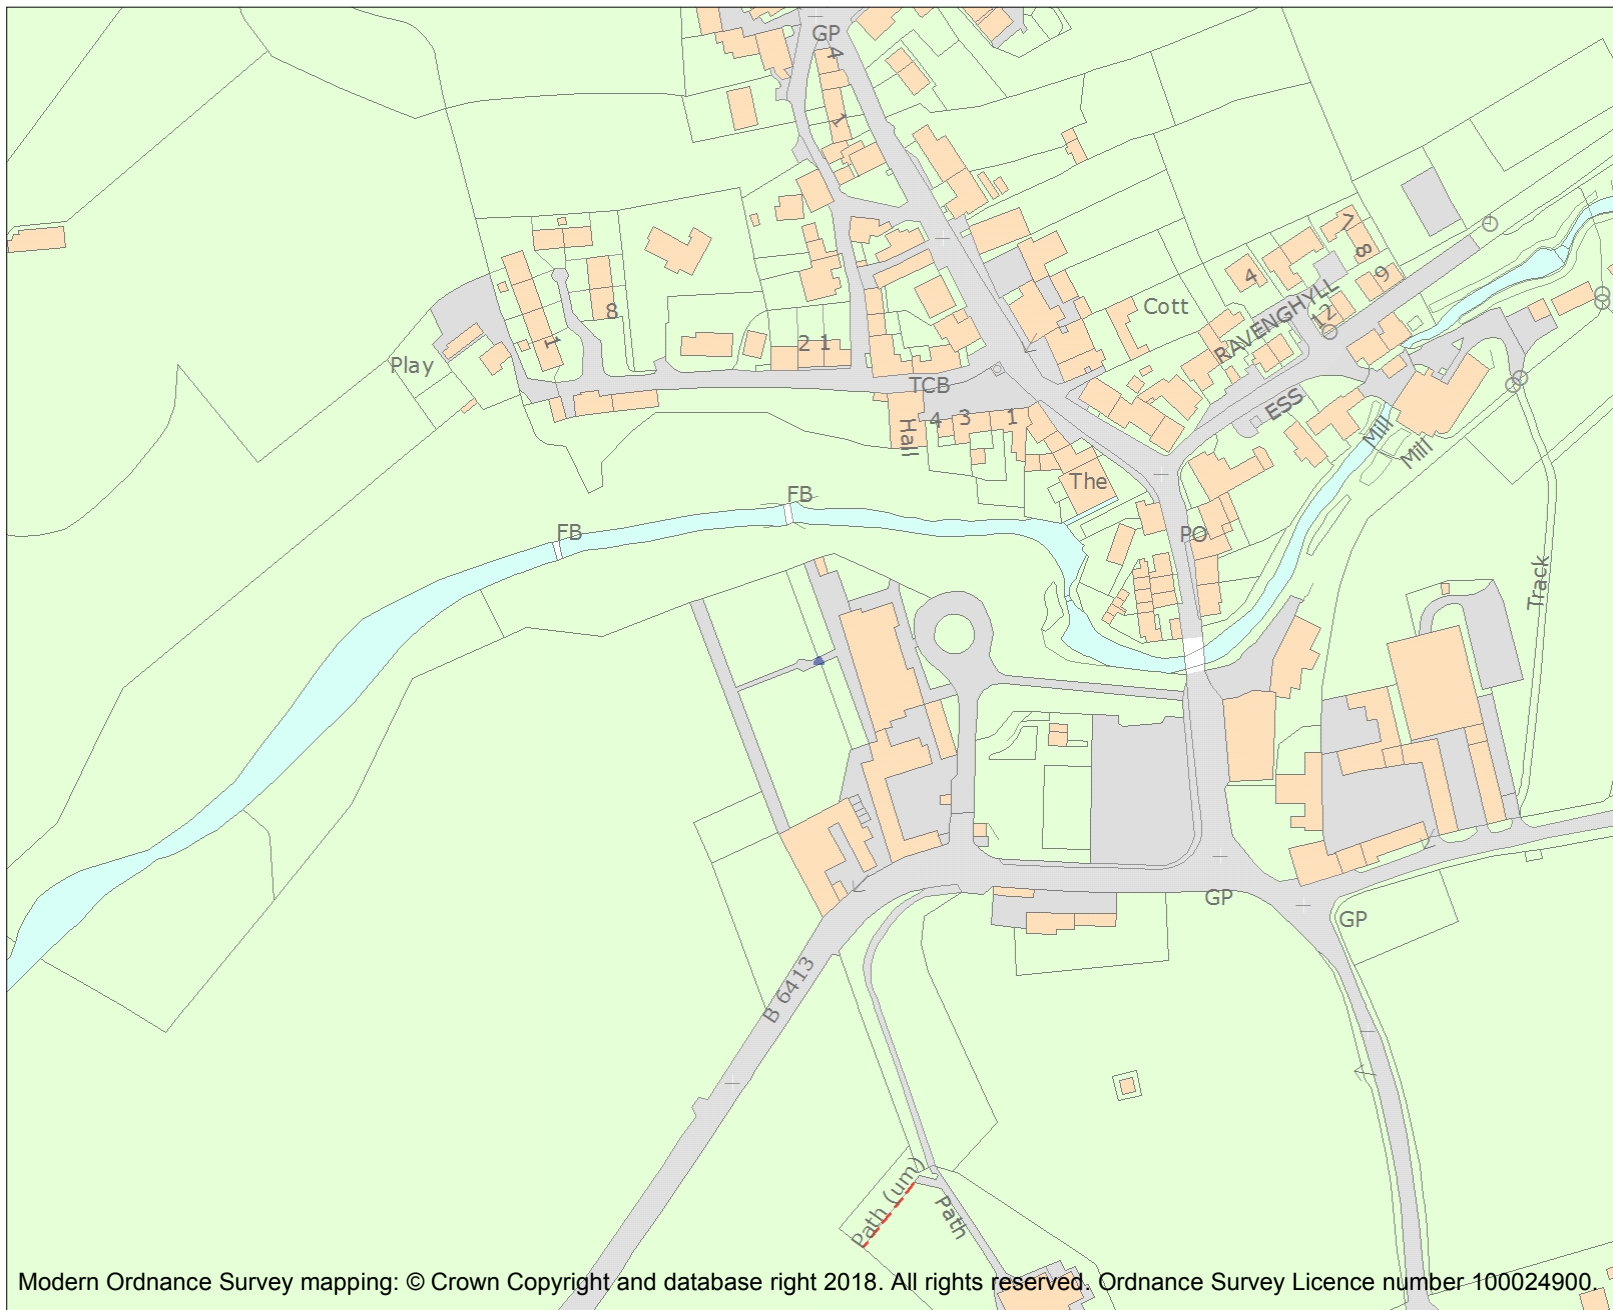 GP
4
1
7
8
4
9
Cott
RAVENGHYLL
12
8
1
2 1
Play
TCB
ESS
4 3 1
Hall
Mill
Mill
The
FB
FB
PO
Track
GP
GP
B 6413
Path (um)
Path
Modern Ordnance Survey mapping: © Crown Copyright and database right 2018. All rights reserved. Ordnance Survey Licence number 100024900.